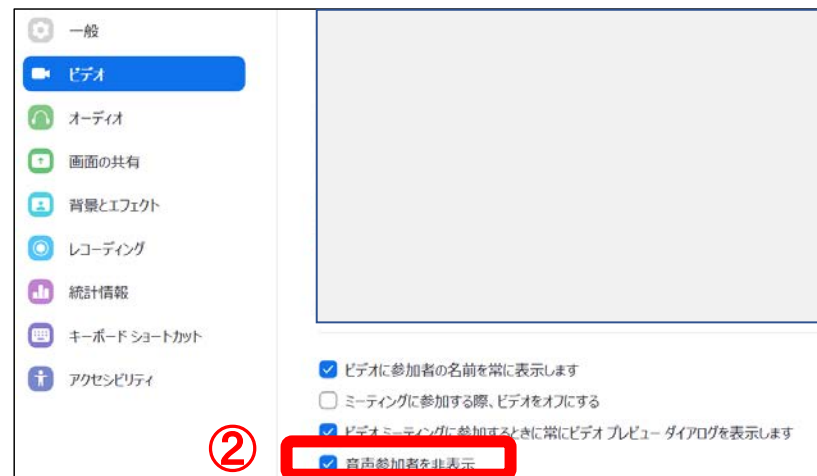 一般
ビデオ
オーディオ
画面の共有
背景とエフェクト
レコーディング
統計情報
キーボード ショートカット
アクセシビリティ
ビデオに参加者の名前を常に表示します
ミーティングに参加する際、ビデオをオフにする
ビデオ ミーティングに参加するときに常にビデオ プレビュー ダイアログを表示します
②
音声参加者を非表示